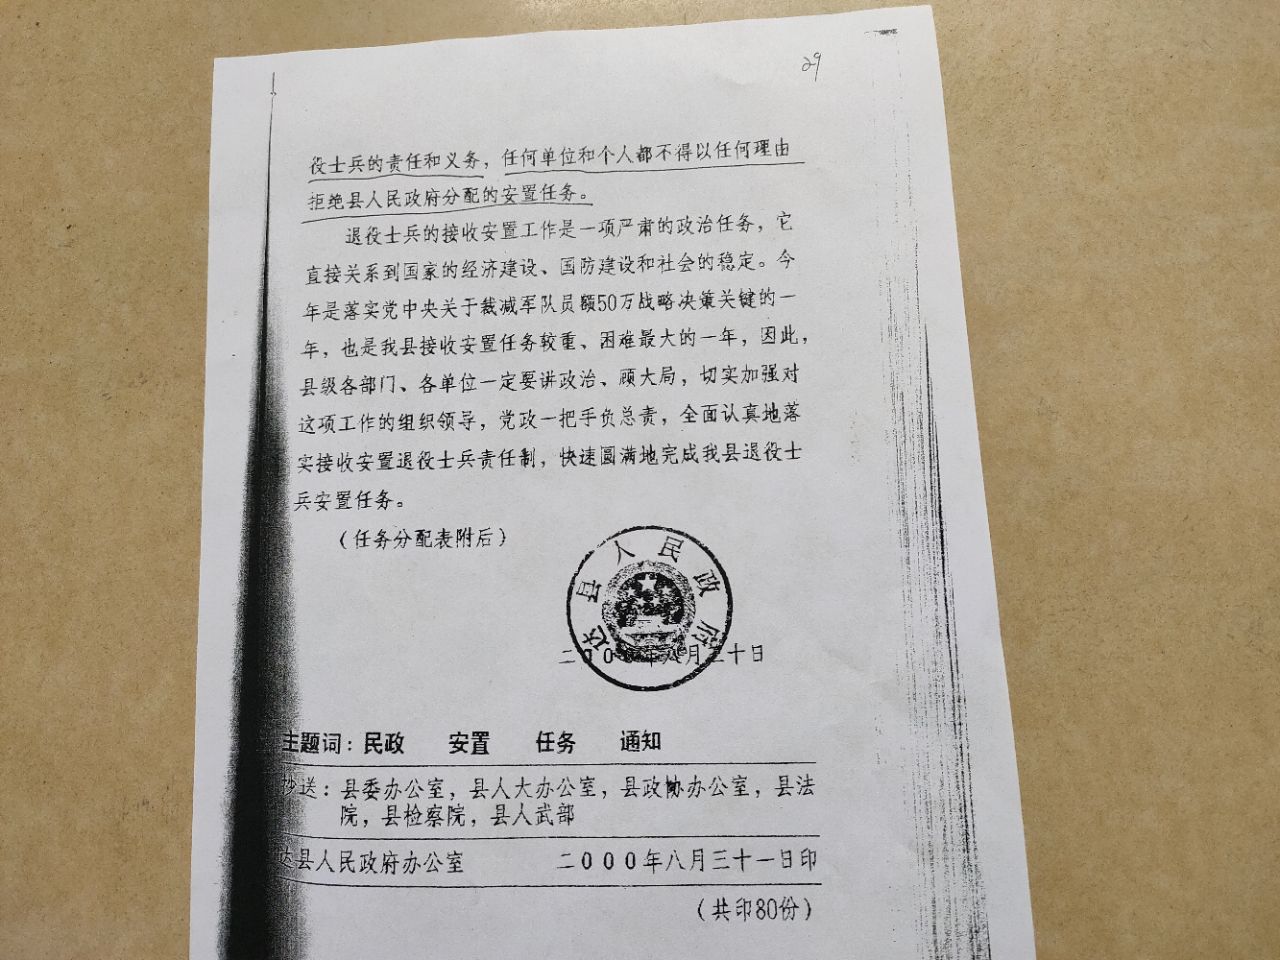 29
役士兵的责任和义务，任何单位和个人都不得以任何理由
拒绝县人民政府分配的安置任务。
退役士兵的接收安置工作是一项严肃的政治任务，它
直接关系到国家的经济建设、国防建设和社会的稳定。今
年是落实党中央关于裁减军队员额50万战略决策关键的一
年，也是我县接收安置任务较重、困难最大的一年，因此，
县级各部门、各单位一定要讲政治、顾大局，切实加强对
这项工作的组织领导，党政一把手负总责，全面认真地落
实接收安置退役士兵责任制，快速圆满地完成我县退役士
兵安置任务。
（任务分配表附后）
达县人民政府
二000年八月三十日
主题词：民政 安置 任务 通知
抄送：县委办公室，县人大办公室，县政协办公室，县法
院，县检察院，县人武部
达县人民政府办公室 二000年八月三十一日印
（共印80份）